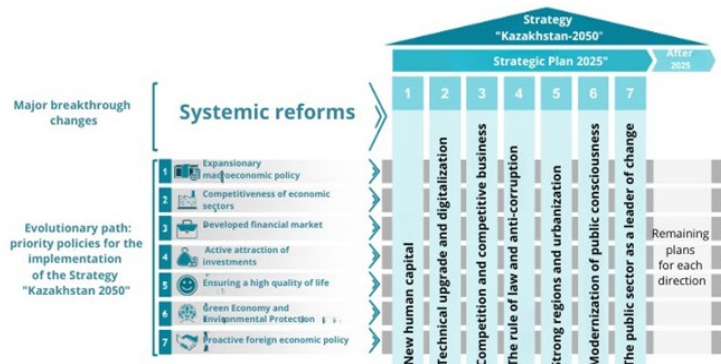 Strategy
"Kazakhstan-2050"
Strategic Plan 2025"
After
2025
Major breakthrough
changes
Systemic reforms
1
2
3
4
5
6
7
New human capital
Technical upgrade and digitalization
Competition and competitive business
The rule of law and anti-corruption
Strong regions and urbanization
Modernization of public consciousness
he public sector as a leader of change
Evolutionary path:
priority policies for the
implementation
of the Strategy
"Kazakhstan 2050"
1
Expansionary
macroeconomic policy
2
Competitiveness of economic
sectors
3
Developed financial market
4
Active attraction of
investments
5
Ensuring a high quality of life
6
Green Economy and
Environmental Protection
7
Proactive foreign economic policy
Remaining
plans
for each
direction